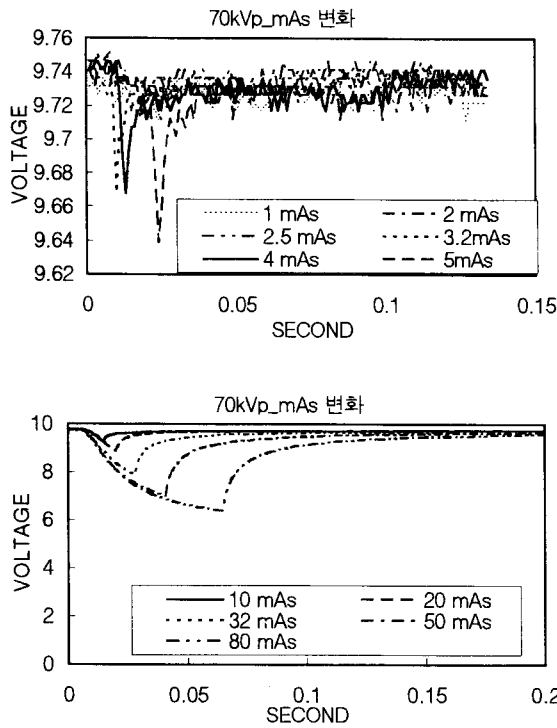 70kVp_mAs 변화
9.76
9.74
9.72
9.7
9.68
9.66
9.64
9.62
VOLTAGE
1 mAs
2 mAs
2.5 mAs
3.2mAs
4 mAs
5mAs
0
0.05
0.1
0.15
SECOND
70kVp_mAs 변화
10
8
6
4
2
0
VOLTAGE
10 mAs
20 mAs
32 mAs
50 mAs
80 mAs
0
0.05
0.1
0.15
0.2
SECOND